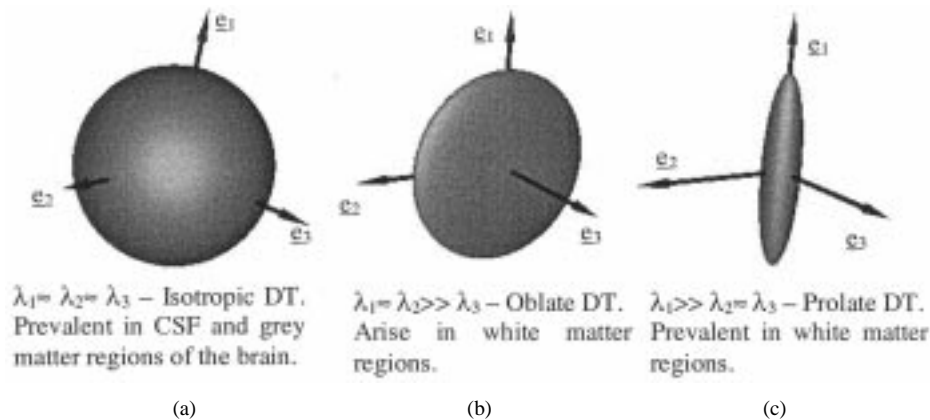 e1
e2
e3
e1
e2
e3
e1
e2
e3
λ1≈ λ2≈ λ3 – Isotropic DT.
Prevalent in CSF and grey
matter regions of the brain.
λ1≈ λ2>> λ3 – Oblate DT.
Arise in white matter
regions.
λ1>> λ2≈ λ3 – Prolate DT.
Prevalent in white matter
regions.
(a)
(b)
(c)